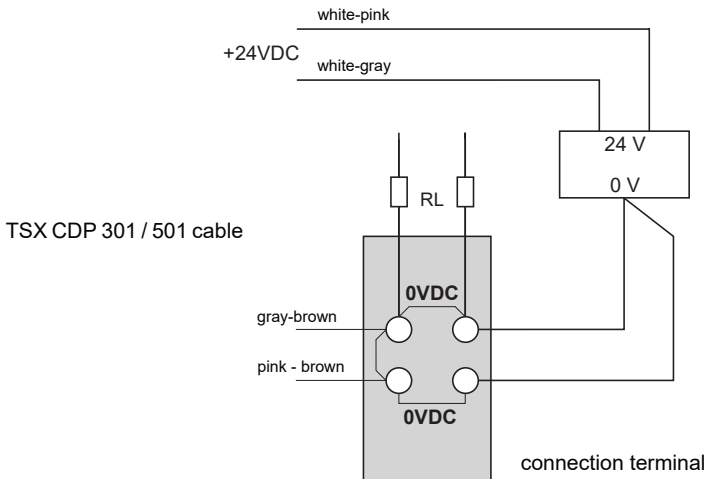 white-pink
+24VDC
white-gray
24 V
0 V
RL
TSX CDP 301 / 501 cable
0VDC
gray-brown
pink - brown
0VDC
connection terminal